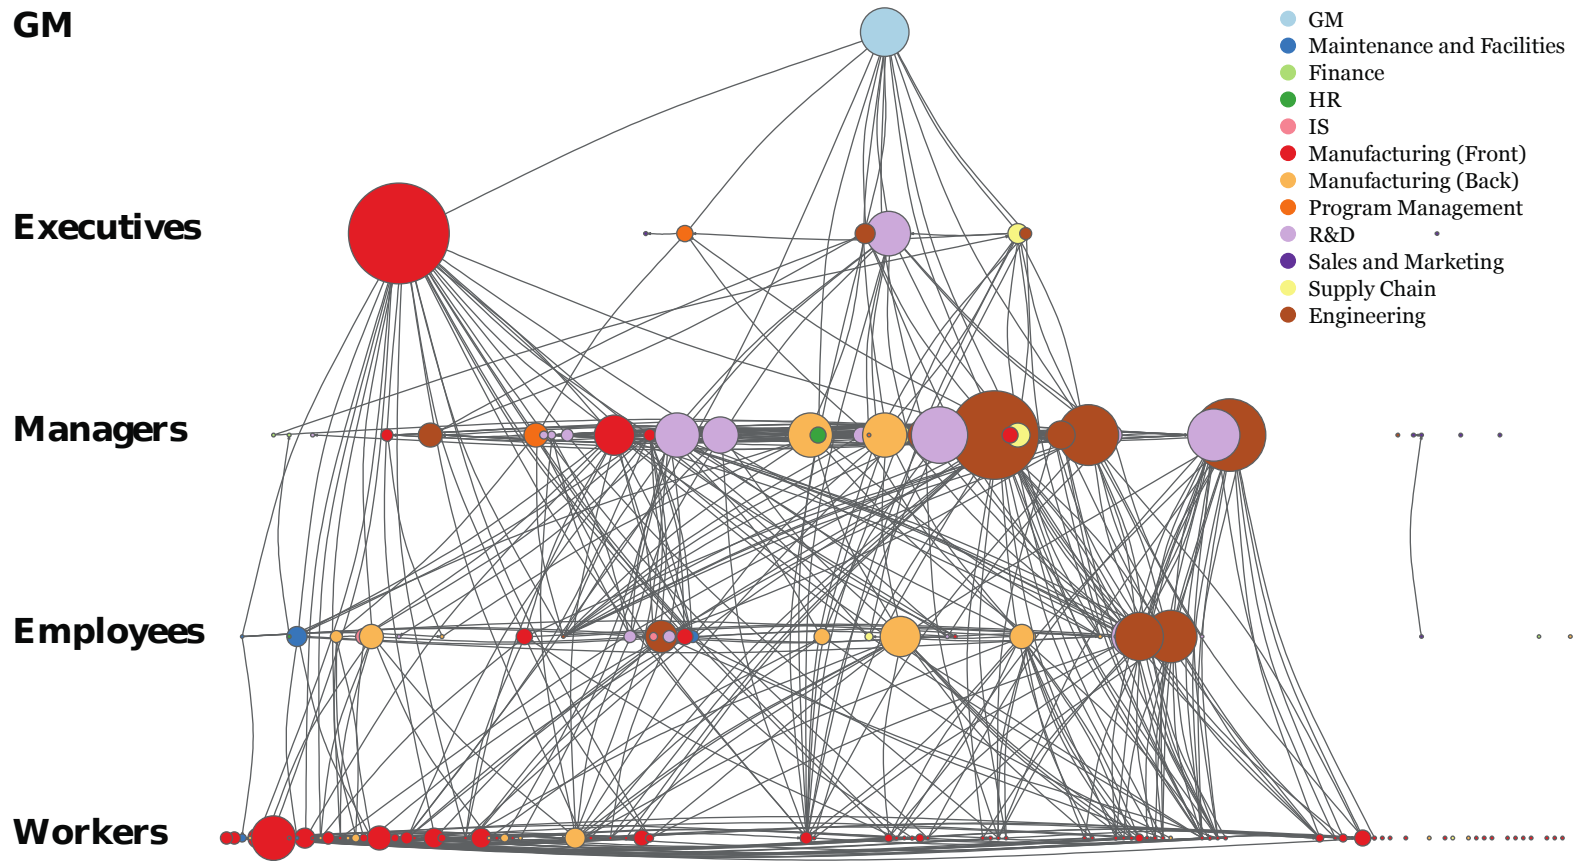 GM
Executives
Managers
Employees
Workers
GM
Maintenance and Facilities
Finance
HR
IS
Manufacturing (Front)
Manufacturing (Back)
Program Management
R&D
Sales and Marketing
Supply Chain
Engineering